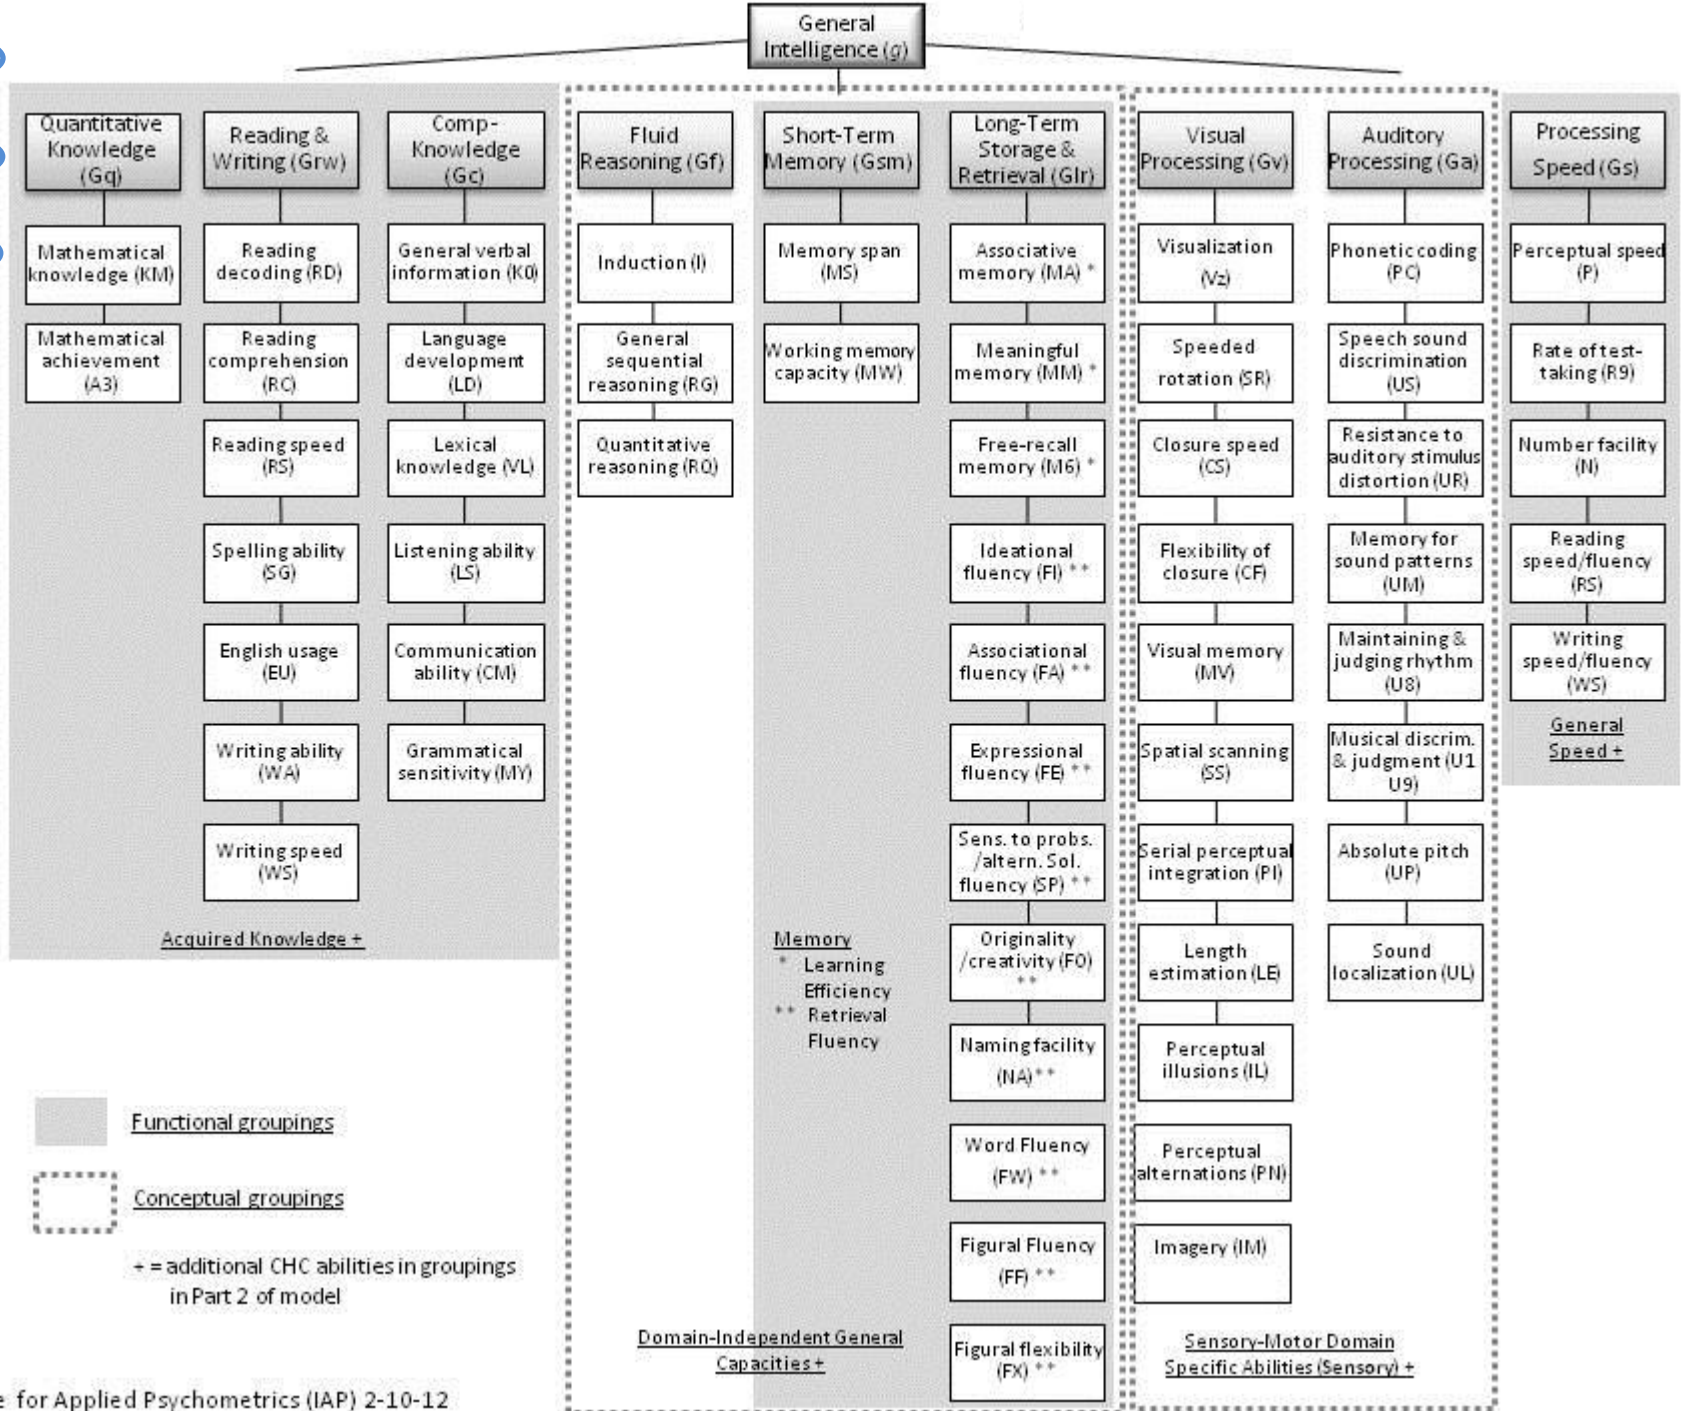 General
Intelligence (g)
Quantitative
Knowledge
(Gq)
Mathematical
knowledge (KM)
Mathematical
achievement
(A3)
Reading &
Writing (Grw)
Reading
decoding (RD)
Reading
comprehension
(RC)
Reading speed
(RS)
Spelling ability
(SG)
English usage
(EU)
Writing ability
(WA)
Writing speed
(WS)
Comp-
Knowledge
(Gc)
General verbal
information (K0)
Language
development
(LD)
Lexical
knowledge (VL)
Listening ability
(LS)
Communication
ability (CM)
Grammatical
sensitivity (MY)
Acquired Knowledge +
Fluid
Reasoning (Gf)
Induction (I)
General
sequential
reasoning (RG)
Quantitative
reasoning (RQ)
Short-Term
Memory (Gsm)
Memory span
(MS)
Working memory
capacity (MW)
Memory
* Learning
Efficiency
** Retrieval
Fluency
Long-Term
Storage &
Retrieval (Glr)
Associative
memory (MA) *
Meaningful
memory (MM) *
Free-recall
memory (M6) *
Ideational
fluency (FI) **
Associational
fluency (FA) **
Expressional
fluency (FE) **
Sens. to probs.
/altern. Sol.
fluency (SP) **
Originality
/creativity (FO)
**
Naming facility
(NA) **
Word Fluency
(FW) **
Figural Fluency
(FF) **
Figural flexibility
(FX) **
Domain-Independent General
Capacities +
Visual
Processing (Gv)
Visualization
(Vz)
Speeded
rotation (SR)
Closure speed
(CS)
Flexibility of
closure (CF)
Visual memory
(MV)
Spatial scanning
(SS)
Serial perceptual
integration (PI)
Length
estimation (LE)
Perceptual
illusions (IL)
Perceptual
alternations (PN)
Imagery (IM)
Auditory
Processing (Ga)
Phonetic coding
(PC)
Speech sound
discrimination
(US)
Resistance to
auditory stimulus
distortion (UR)
Memory for
sound patterns
(UM)
Maintaining &
judging rhythm
(U8)
Musical discrim.
& judgment (U1
U9)
Absolute pitch
(UP)
Sound
localization (UL)
Sensory-Motor Domain
Specific Abilities (Sensory) +
Processing
Speed (Gs)
Perceptual speed
(P)
Rate of test-
taking (R9)
Number facility
(N)
Reading
speed/fluency
(RS)
Writing
speed/fluency
(WS)
General
Speed +
Functional groupings
Conceptual groupings
+ = additional CHC abilities in groupings
in Part 2 of model
for Applied Psychometrics (IAP) 2-10-12